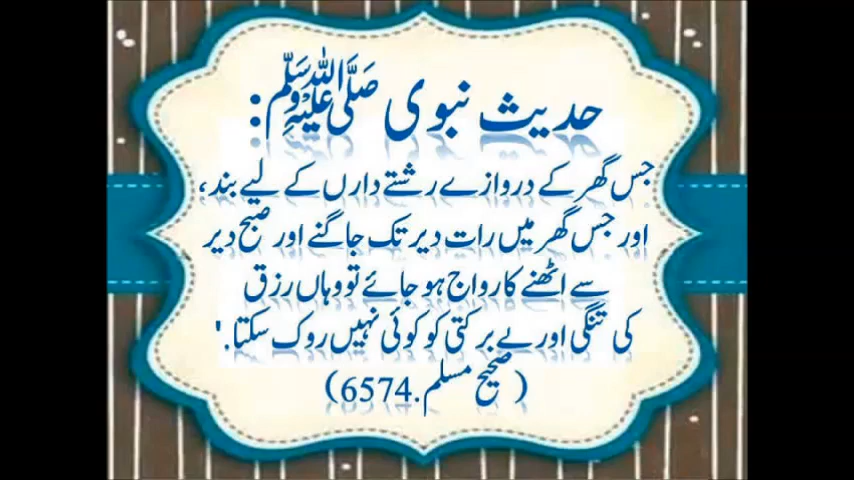 حدیث نبوی صَلَّی اللہُ عَلَیْہِ وَسَلَّم:
جس گھر کے دروازے رشتے داروں کے لیے بند،
اور جس گھر میں رات دیر تک جاگنے اور صبح دیر
سے اٹھنے کا رواج ہو جائے تو وہاں رزق
کی تنگی اور بے برکتی کو کوئی نہیں روک سکتا.'
(صحیح مسلم.6574)